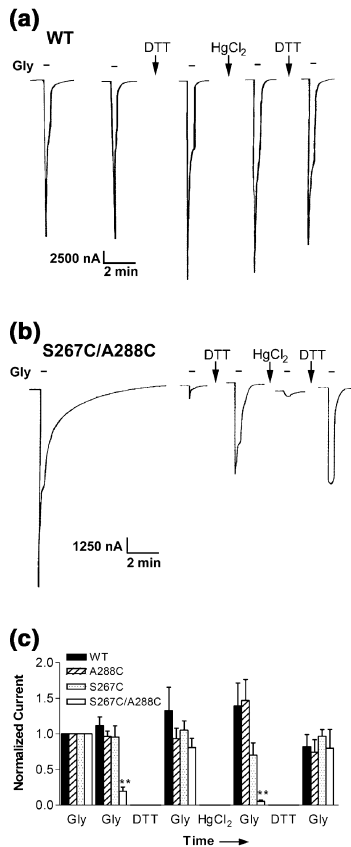 (a)
WT
DTT HgCl2 DTT
Gly
2500 nA
2 min
(b)
S267C/A288C
DTT HgCl2 DTT
Gly
1250 nA
2 min
(c)
Normalized Current
2.0
1.5
1.0
0.5
0.0
WT
A288C
S267C
S267C/A288C
**
**
Gly Gly DTT Gly HgCl2 Gly DTT Gly
Time